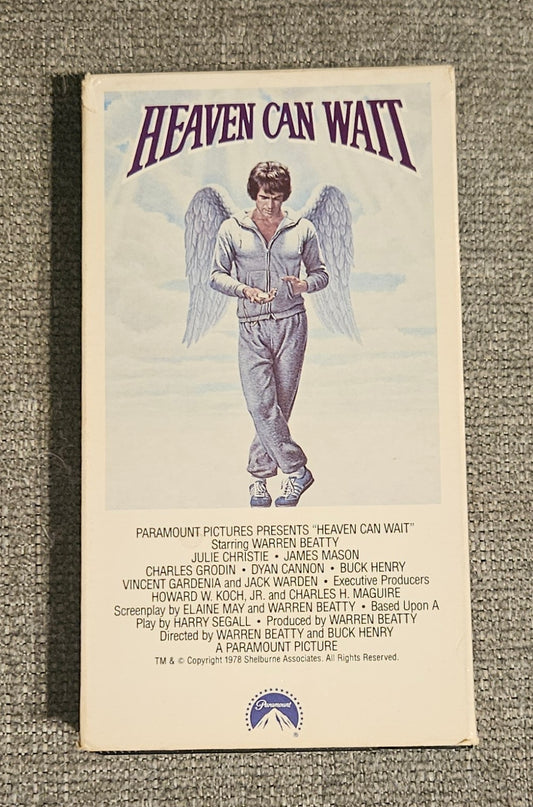 HEAVEN CAN WAIT
PARAMOUNT PICTURES PRESENTS "HEAVEN CAN WAIT"
Starring WARREN BEATTY
JULIE CHRISTIE • JAMES MASON
CHARLES GRODIN • DYAN CANNON • BUCK HENRY
VINCENT GARDENIA and JACK WARDEN • Executive Producers
HOWARD W. KOCH, JR. and CHARLES H. MAGUIRE
Screenplay by ELAINE MAY and WARREN BEATTY • Based Upon A
Play by HARRY SEGALL • Produced by WARREN BEATTY
Directed by WARREN BEATTY and BUCK HENRY
A PARAMOUNT PICTURE
TM & © Copyright 1978 Shelburne Associates. All Rights Reserved.
Paramount
®